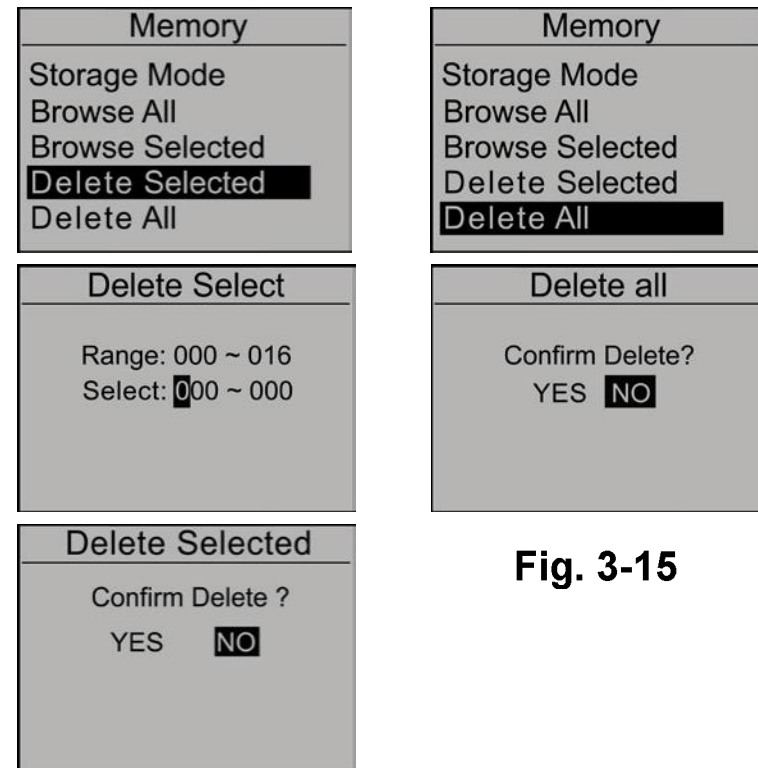 Memory
Storage Mode
Browse All
Browse Selected
Delete Selected
Delete All
Delete Select
Range: 000 ~ 016
Select: 000 ~ 000
Delete Selected
Confirm Delete ?
YES NO
Memory
Storage Mode
Browse All
Browse Selected
Delete Selected
Delete All
Delete all
Confirm Delete?
YES NO
Fig. 3-15